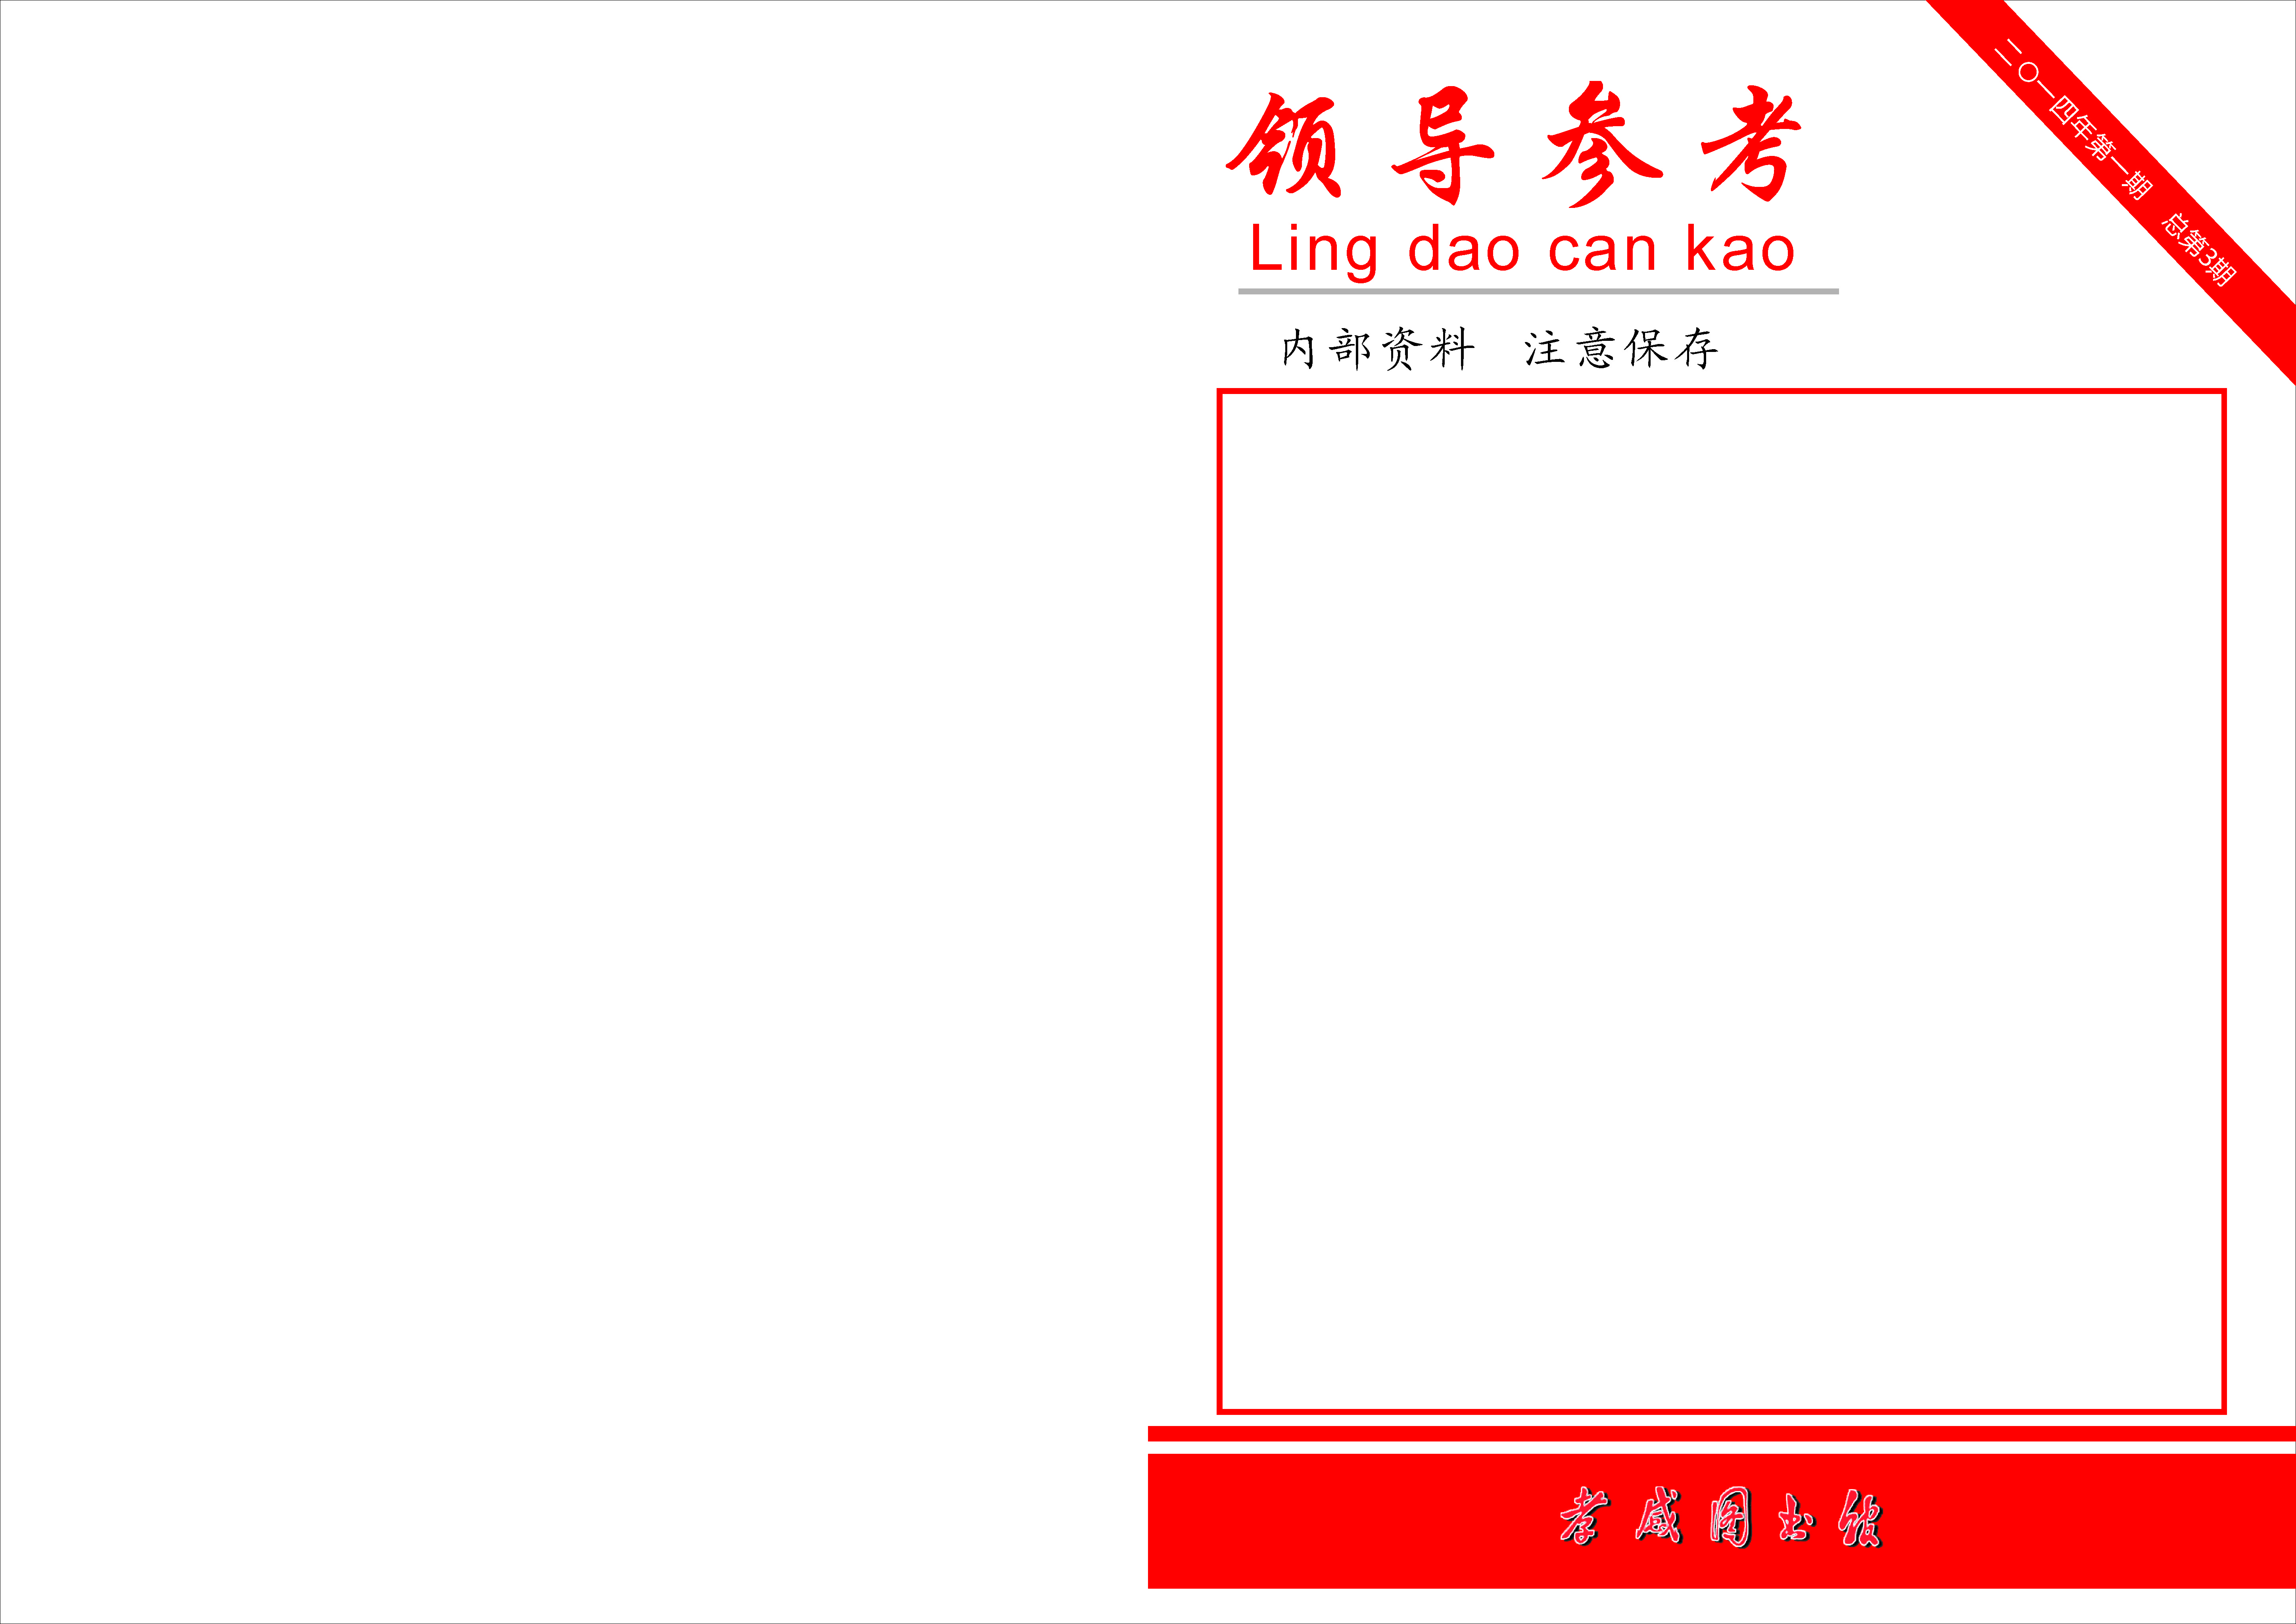 领导参考
Ling dao can kao
二〇一四年第一期 总第3期
内部资料 注意保存
孝感图书馆